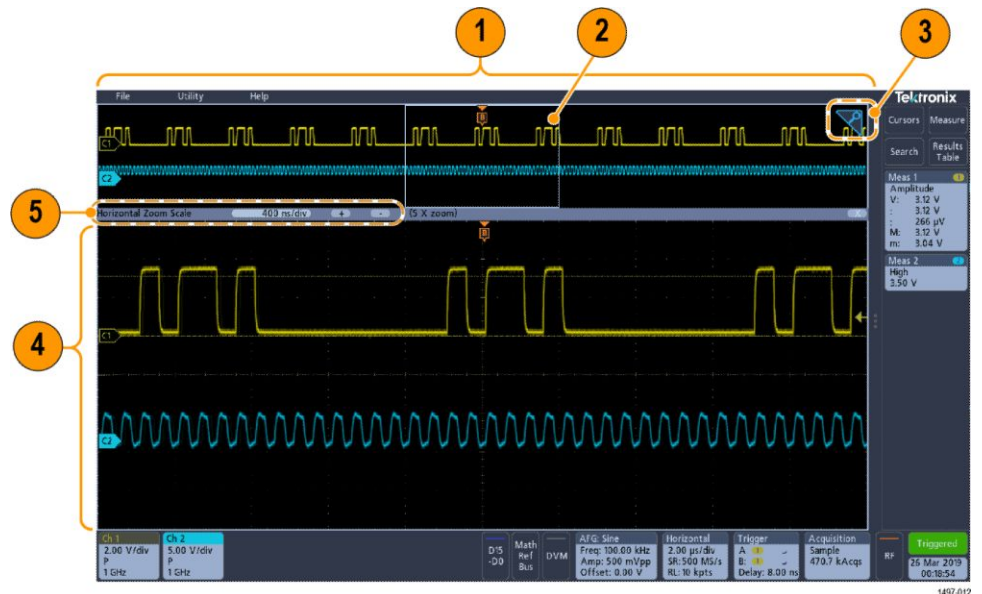 1
2
3
File Utility Help
Tektronix
Cursors Measure
Search Results Table
B
C1
C2
Meas 1 1
Amplitude
V: 3.12 V
: 3.12 V
: 266 µV
M: 3.12 V
m: 3.04 V
5
Horizontal Zoom Scale 400 ns/div + - (5 X zoom) X
B
Meas 2 2
High
3.50 V
C1
4
C2
Ch 1
2.00 V/div
P
1 GHz
Ch 2
5.00 V/div
P
1 GHz
D15
-D0
Math
Ref
Bus
DVM
AFG: Sine
Freq: 100.00 kHz
Amp: 500 mVpp
Offset: 0.00 V
Horizontal
2.00 µs/div
SR: 500 MS/s
RL: 10 kpts
Trigger
A 1
B: 1
Delay: 8.00 ns
Acquisition
Sample
470.7 kAcqs
RF
Triggered
26 Mar 2019
00:18:54
1497-012